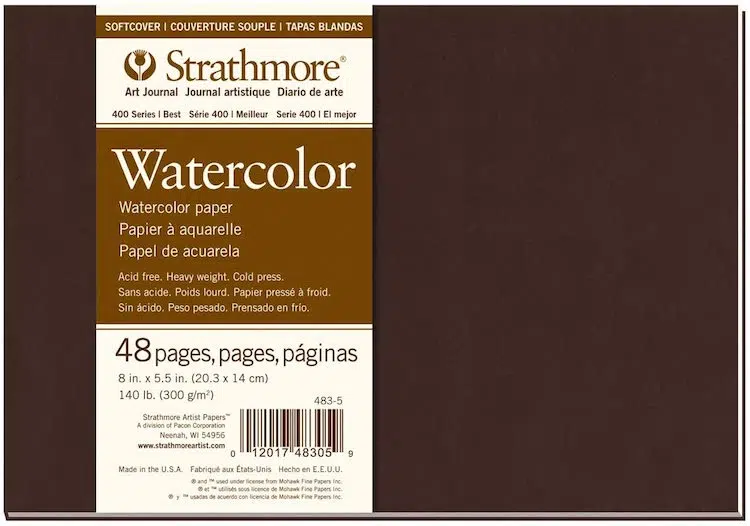 SOFTCOVER | COUVERTURE SOUPLE | TAPAS BLANDAS
Strathmore®
Art Journal Journal artistique Diario de arte
400 Series | Best Série 400 | Meilleur Serie 400 | El mejor
Watercolor
Watercolor paper
Papier à aquarelle
Papel de acuarela
Acid free. Heavy weight. Cold press.
Sans acide. Poids lourd. Papier pressé à froid.
Sin ácido. Peso pesado. Prensado en frío.
48 pages, pages, páginas
8 in. x 5.5 in. (20.3 x 14 cm)
140 lb. (300 g/m²)
483-5
Strathmore Artist Papers™
A division of Pacon Corporation
Neenah, WI 54956
www.strathmoreartist.com
0 12017 48305 9
Made in the U.S.A. Fabriqué aux États-Unis Hecho en E.E.U.U.
® and ™ used under license from Mohawk Fine Papers Inc.
® et ™ utilisés sous licence de Mohawk Fine Papers Inc.
® y ™ usadas de acuerdo con licencia de Mohawk Fine Papers Inc.